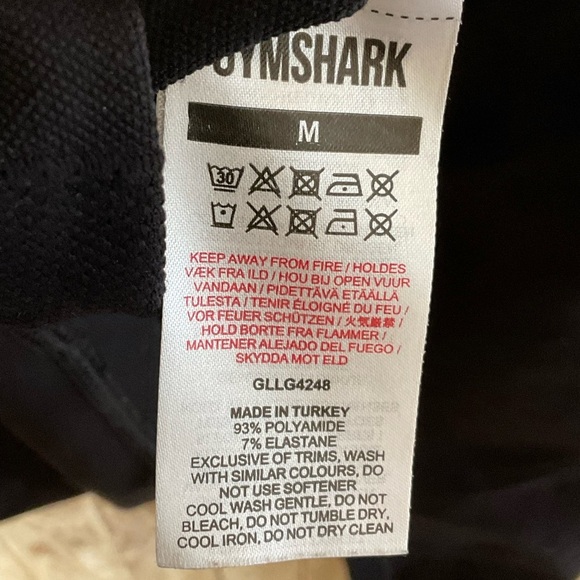 GYMSHARK
M
30
KEEP AWAY FROM FIRE / HOLDES
VÆK FRA ILD / HOU BIJ OPEN VUUR
VANDAAN / PIDETTÄVÄ ETÄÄLLÄ
TULESTA / TENIR ÉLOIGNÉ DU FEU /
VOR FEUER SCHÜTZEN / 火気厳禁 /
HOLD BORTE FRA FLAMMER /
MANTENER ALEJADO DEL FUEGO /
SKYDDA MOT ELD
GLLG4248
MADE IN TURKEY
93% POLYAMIDE
7% ELASTANE
EXCLUSIVE OF TRIMS, WASH
WITH SIMILAR COLOURS, DO
NOT USE SOFTENER
COOL WASH GENTLE, DO NOT
BLEACH, DO NOT TUMBLE DRY,
COOL IRON, DO NOT DRY CLEAN